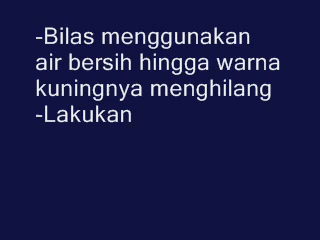 -Bilas menggunakan
air bersih hingga warna
kuningnya menghilang
-Lakukan